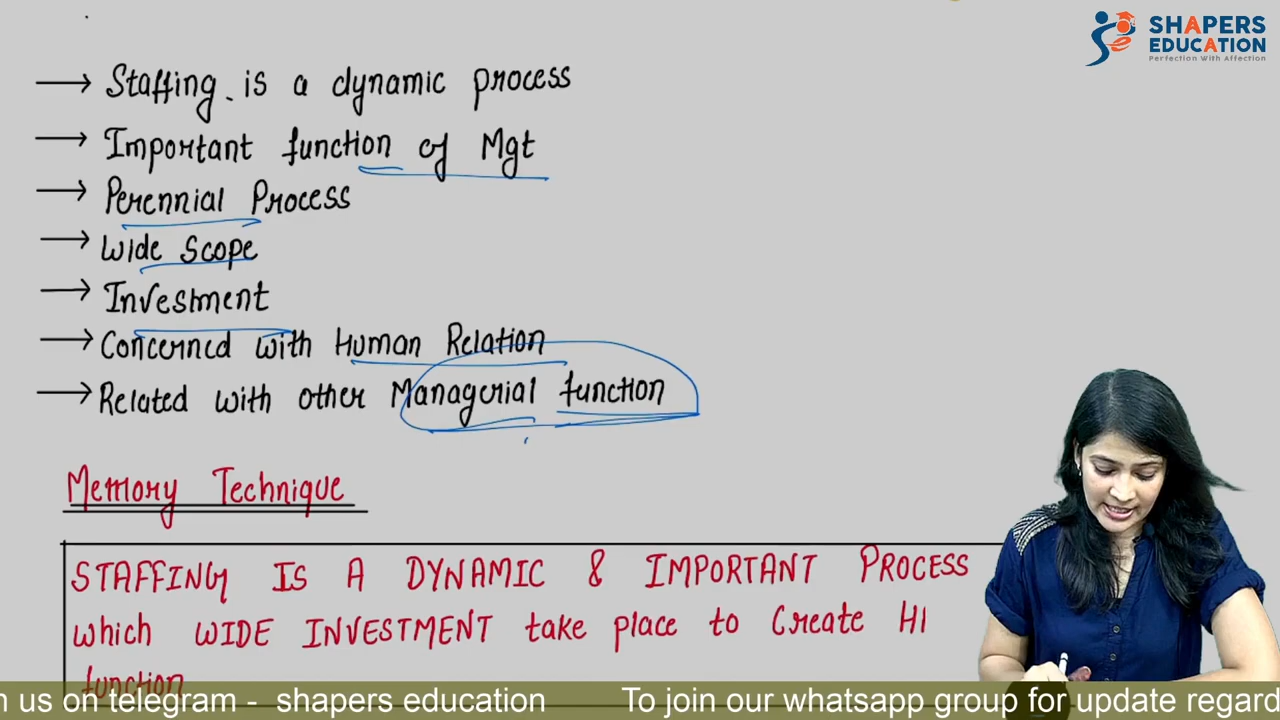 SHAPERS
EDUCATION
Perfection With Affection
→ Staffing is a dynamic process
→ Important function of Mgt
→ Perennial Process
→ Wide Scope
→ Investment
→ Concerned with Human Relation
→ Related with other Managerial function
Memory Technique
STAFFING IS A DYNAMIC & IMPORTANT PROCESS
which WIDE INVESTMENT take place to Create
function
us on telegram - shapers education To join our whatsapp group for update regard